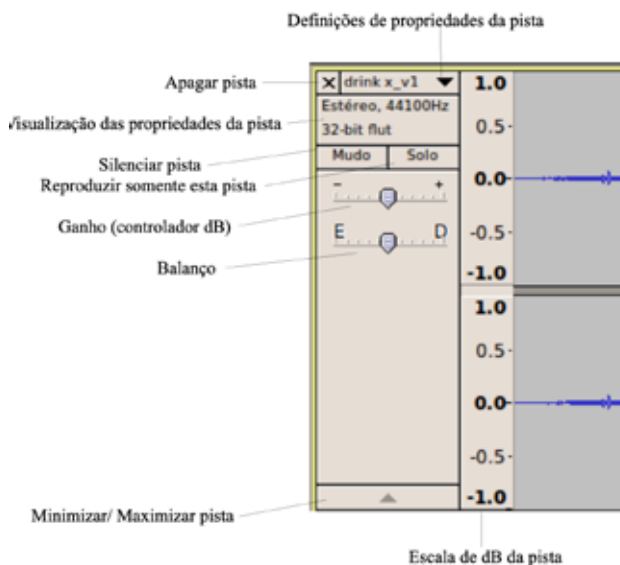 Definições de propriedades da pista
Apagar pista
drink x_v1
1.0
Visualização das propriedades da pista
Estéreo, 44100Hz
32-bit flut
0.5
Silenciar pista
Mudo
Solo
Reproduzir somente esta pista
0.0
- +
Ganho (controlador dB)
E D
-0.5
Balanço
-1.0
1.0
0.5
0.0
-0.5
-1.0
Minimizar/ Maximizar pista
Escala de dB da pista